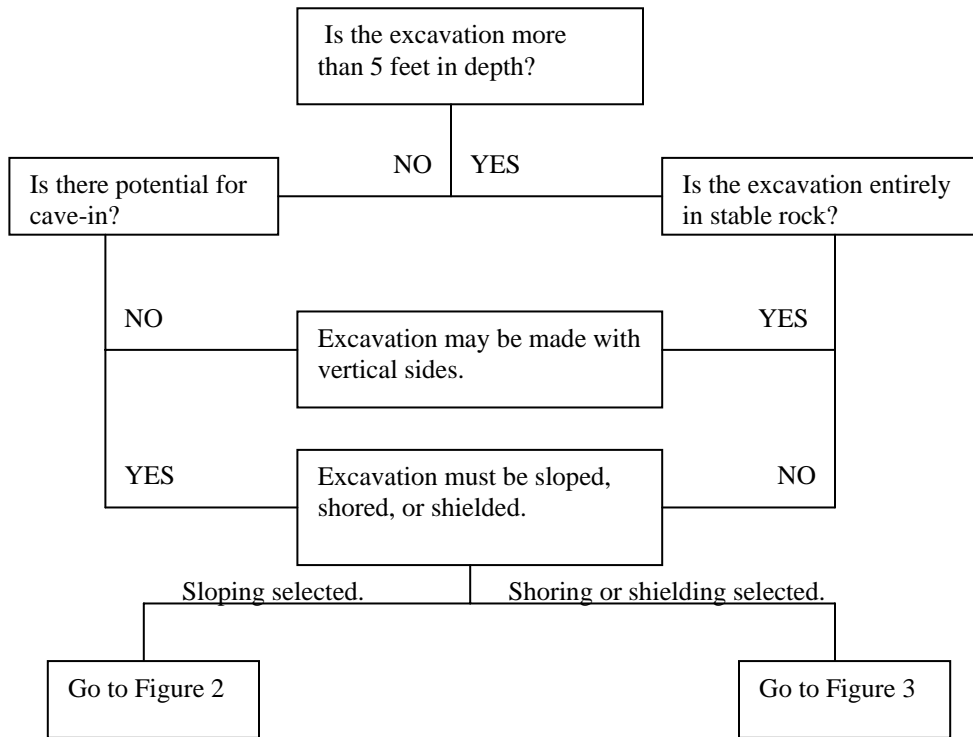 Is the excavation more
than 5 feet in depth?
NO
YES
Is there potential for
cave-in?
Is the excavation entirely
in stable rock?
NO
YES
Excavation may be made with
vertical sides.
YES
NO
Excavation must be sloped,
shored, or shielded.
Sloping selected.
Shoring or shielding selected.
Go to Figure 2
Go to Figure 3